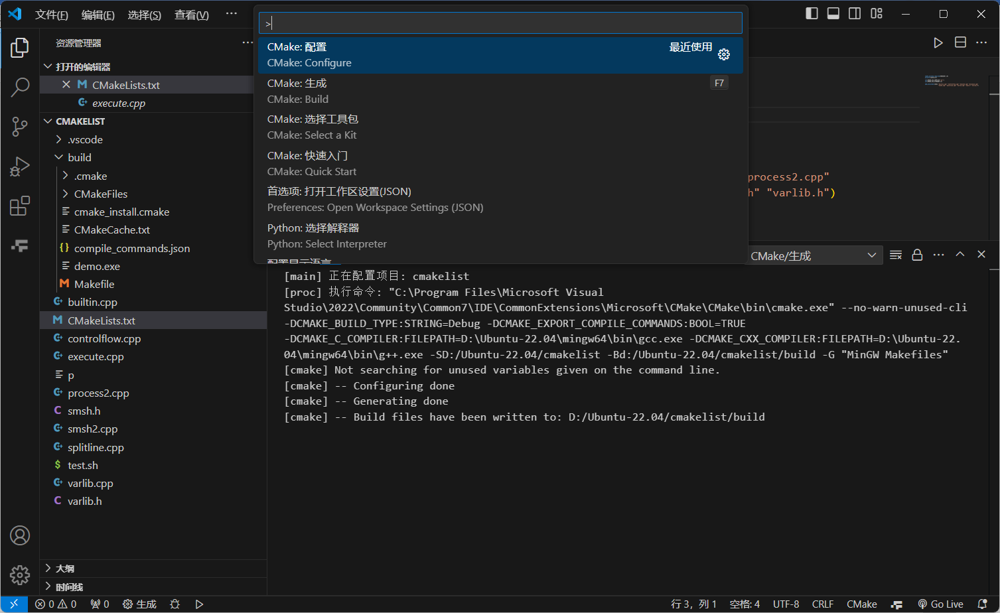 文件(F) 编辑(E) 选择(S) 查看(V) ···
>
CMake: 配置 最近使用
CMake: Configure
CMake: 生成 F7
CMake: Build
CMake: 选择工具包
CMake: Select a Kit
CMake: 快速入门
CMake: Quick Start
首选项: 打开工作区设置(JSON)
Preferences: Open Workspace Settings (JSON)
Python: 选择解释器
Python: Select Interpreter
配置显示语言
资源管理器 ···
打开的编辑器
CMakeLists.txt
execute.cpp
CMAKELIST
.vscode
build
.cmake
CMakeFiles
cmake_install.cmake
CMakeCache.txt
compile_commands.json
demo.exe
Makefile
builtin.cpp
CMakeLists.txt
controlflow.cpp
execute.cpp
p
process2.cpp
smsh.h
smsh2.cpp
splitline.cpp
test.sh
varlib.cpp
varlib.h
大纲
时间线
process2.cpp"
h" "varlib.h")
CMake/生成
[main] 正在配置项目: cmakelist
[proc] 执行命令: "C:\Program Files\Microsoft Visual
Studio\2022\Community\Common7\IDE\CommonExtensions\Microsoft\CMake\CMake\bin\cmake.exe" --no-warn-unused-cli
-DCMAKE_BUILD_TYPE:STRING=Debug -DCMAKE_EXPORT_COMPILE_COMMANDS:BOOL=TRUE
-DCMAKE_C_COMPILER:FILEPATH=D:\Ubuntu-22.04\mingw64\bin\gcc.exe -DCMAKE_CXX_COMPILER:FILEPATH=D:\Ubuntu-22.
04\mingw64\bin\g++.exe -SD:/Ubuntu-22.04/cmakelist -Bd:/Ubuntu-22.04/cmakelist/build -G "MinGW Makefiles"
[cmake] Not searching for unused variables given on the command line.
[cmake] -- Configuring done
[cmake] -- Generating done
[cmake] -- Build files have been written to: D:/Ubuntu-22.04/cmakelist/build
0 0 0 生成 行 3，列 1 空格: 4 UTF-8 CRLF CMake Go Live